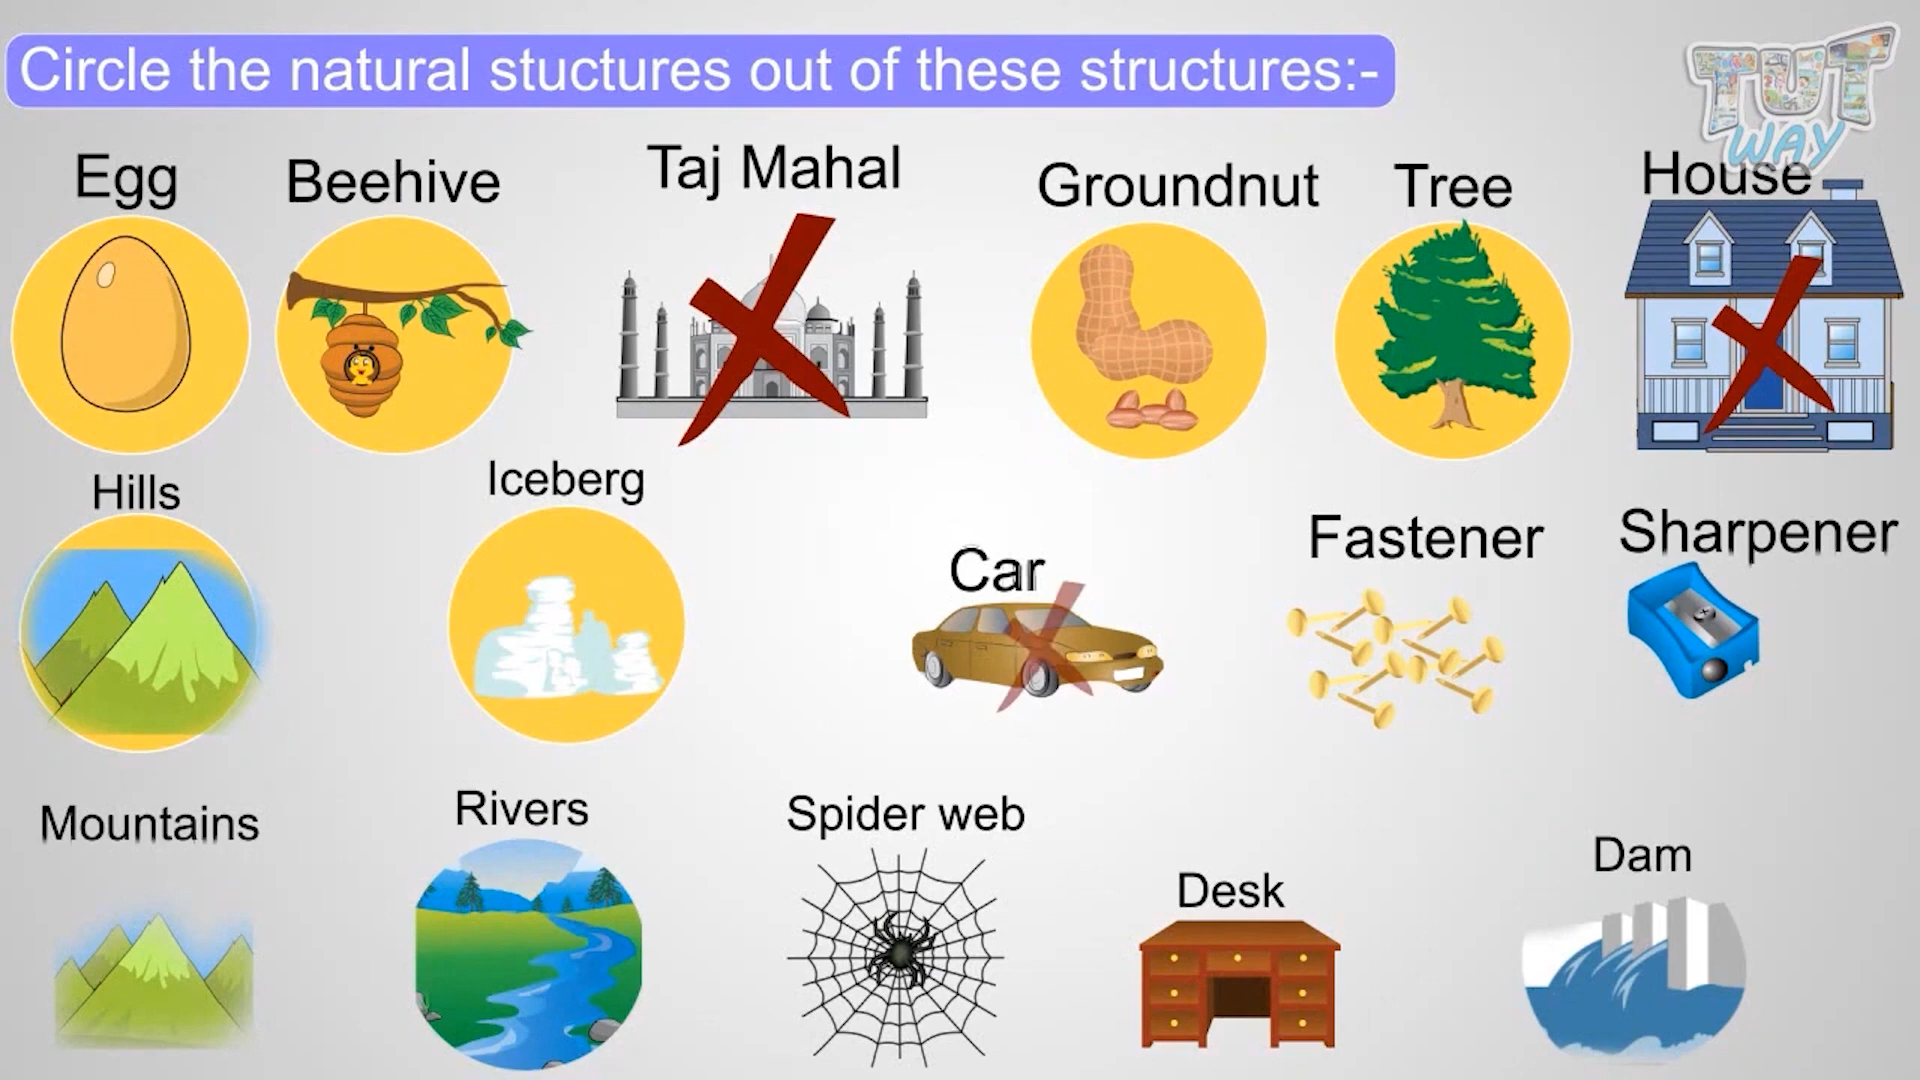 Circle the natural stuctures out of these structures:-
TUT
WAY
Egg
Beehive
Taj Mahal
Groundnut
Tree
House
Hills
Iceberg
Car
Fastener
Sharpener
Mountains
Rivers
Spider web
Desk
Dam